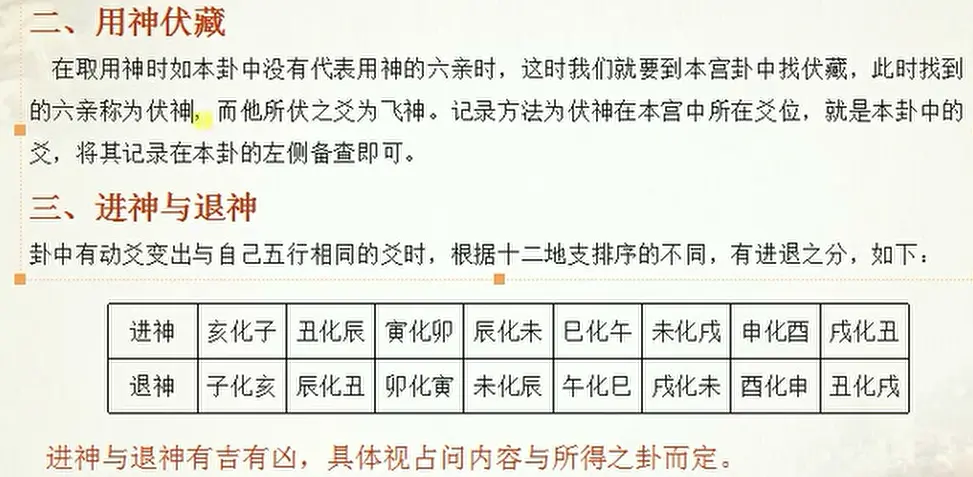 二、用神伏藏
在取用神时如本卦中没有代表用神的六亲时，这时我们就要到本宫卦中找伏藏，此时找到
的六亲称为伏神，而他所伏之爻为飞神。记录方法为伏神在本宫中所在爻位，就是本卦中的
爻，将其记录在本卦的左侧备查即可。
三、进神与退神
卦中有动爻变出与自己五行相同的爻时，根据十二地支排序的不同，有进退之分，如下：
进神 亥化子 丑化辰 寅化卯 辰化未 巳化午 未化戌 申化酉 戌化丑
退神 子化亥 辰化丑 卯化寅 未化辰 午化巳 戌化未 酉化申 丑化戌
进神与退神有吉有凶，具体视占问内容与所得之卦而定。